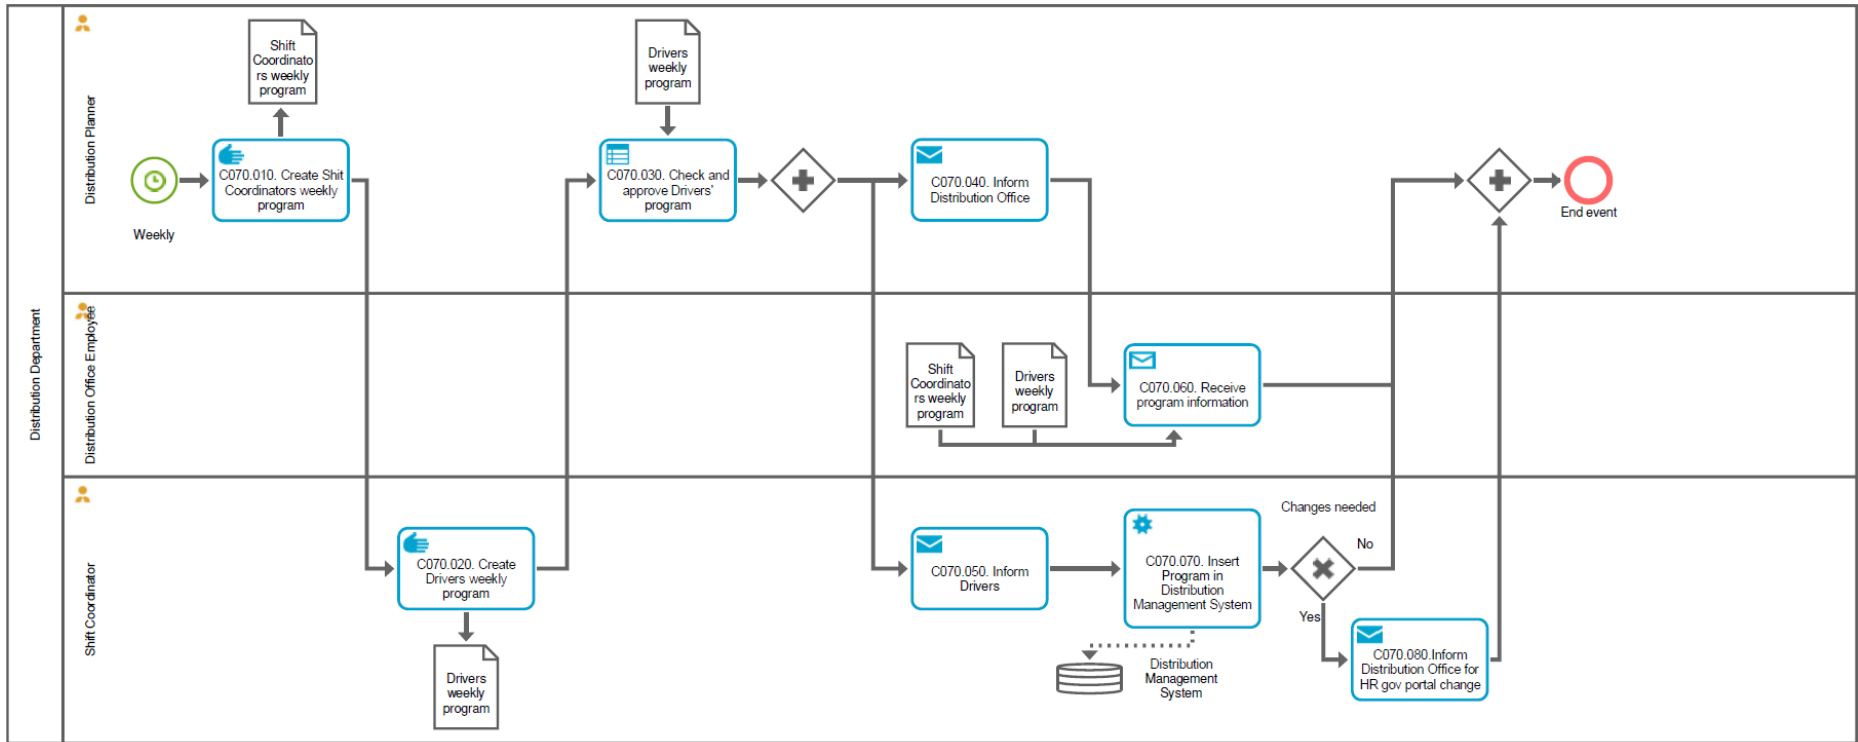 Distribution Department
Distribution Planner
Shift
Coordinato
rs weekly
program
Drivers
weekly
program
Weekly
C070.010. Create Shit
Coordinators weekly
program
C070.030. Check and
approve Drivers'
program
C070.040. Inform
Distribution Office
End event
Distribution Office Employee
Shift
Coordinato
rs weekly
program
Drivers
weekly
program
C070.060. Receive
program information
Shift Coordinator
C070.020. Create
Drivers weekly
program
Drivers
weekly
program
C070.050. Inform
Drivers
C070.070. Insert
Program in
Distribution
Management System
Distribution
Management
System
Changes needed
No
Yes
C070.080.Inform
Distribution Office for
HR gov portal change